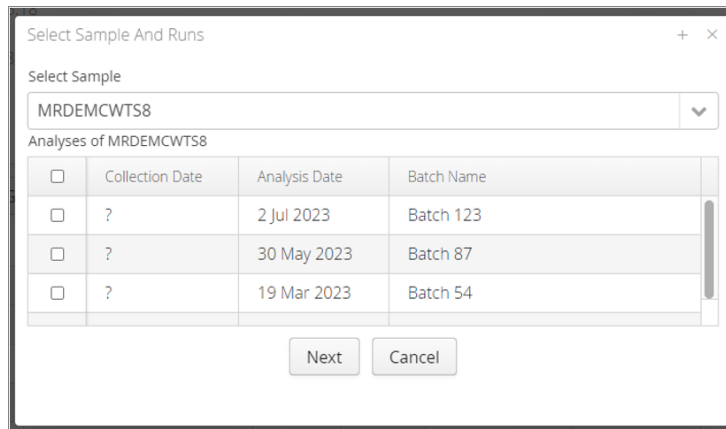 Select Sample And Runs
Select Sample
MRDEMCWTS8
Analyses of MRDEMCWTS8
Collection Date Analysis Date Batch Name
? 2 Jul 2023 Batch 123
? 30 May 2023 Batch 87
? 19 Mar 2023 Batch 54
Next Cancel